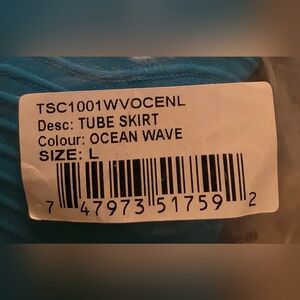 TSC1001WVOCENL
Desc: TUBE SKIRT
Colour: OCEAN WAVE
SIZE: L
7 47973 51759 2